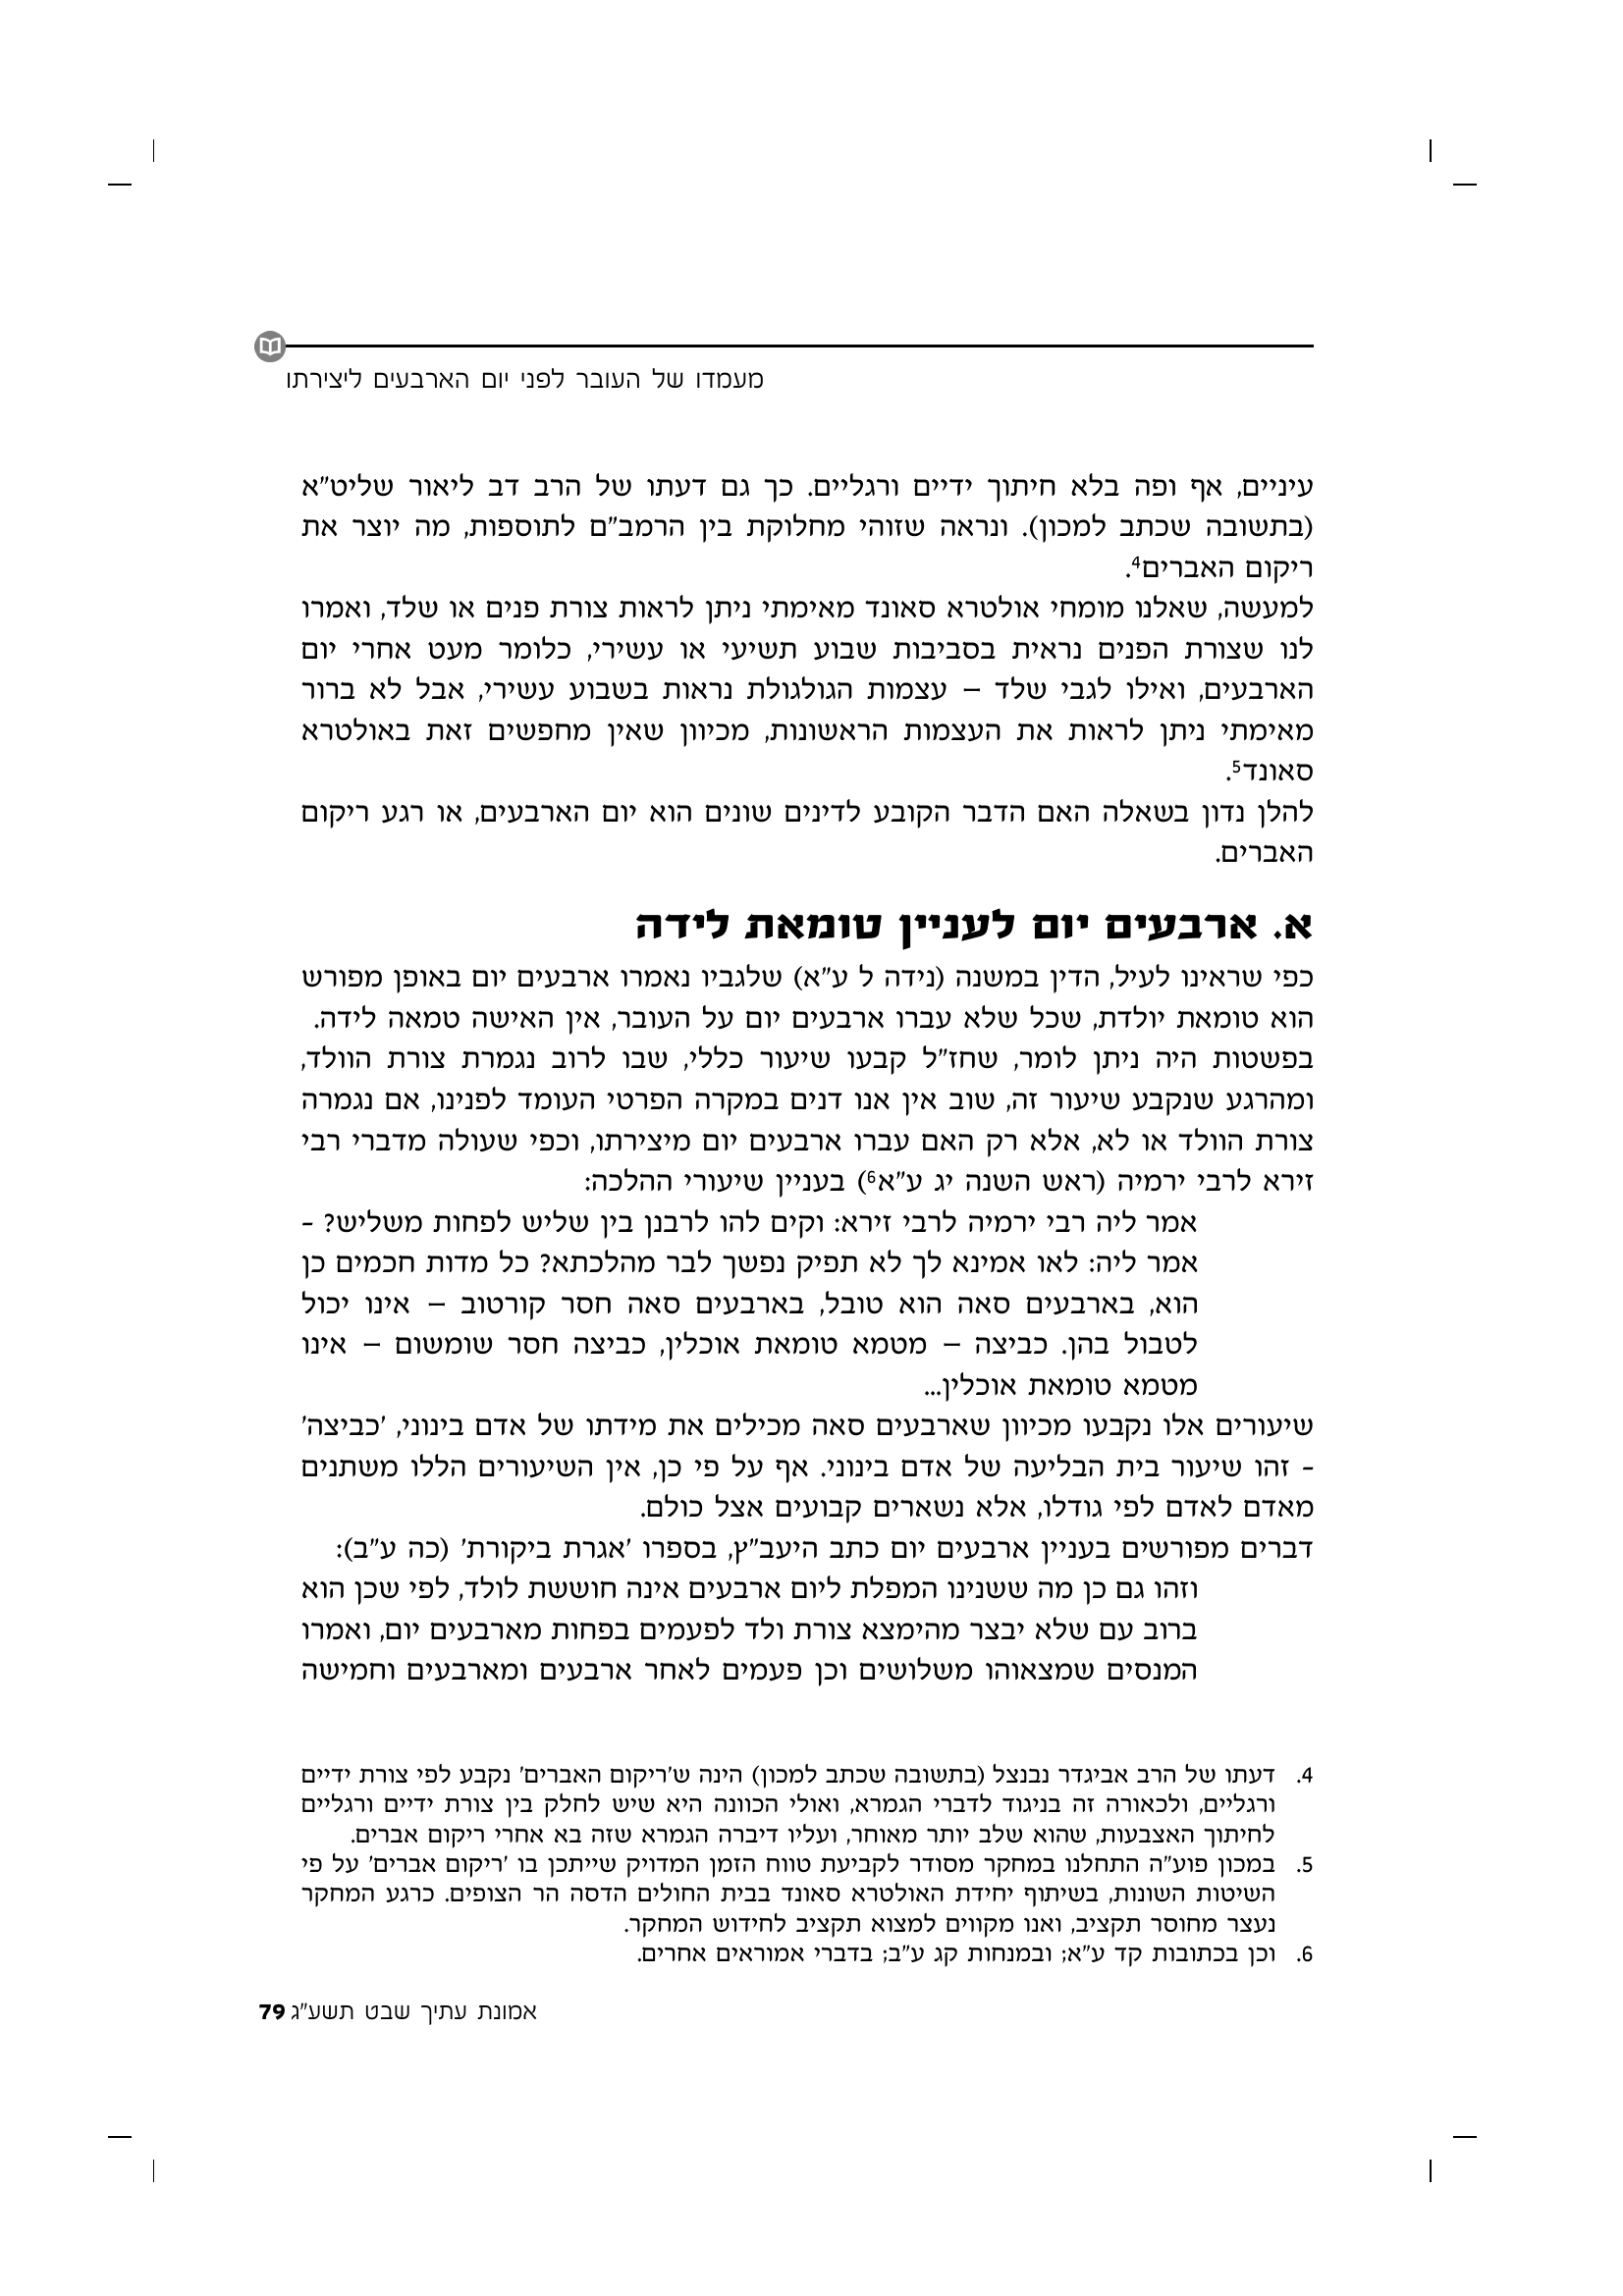 מעמדו של העובר לפני יום הארבעים ליצירתו
עיניים, אף ופה בלא חיתוך ידיים ורגליים. כך גם דעתו של הרב דב ליאור שליט"א
(בתשובה שכתב למכון). ונראה שזוהי מחלוקת בין הרמב"ם לתוספות, מה יוצר את
ריקום האברים4.
למעשה, שאלנו מומחי אולטרא סאונד מאימתי ניתן לראות צורת פנים או שלד, ואמרו
לנו שצורת הפנים נראית בסביבות שבוע תשיעי או עשירי, כלומר מעט אחרי יום
הארבעים, ואילו לגבי שלד – עצמות הגולגולת נראות בשבוע עשירי, אבל לא ברור
מאימתי ניתן לראות את העצמות הראשונות, מכיוון שאין מחפשים זאת באולטרא
סאונד5.
להלן נדון בשאלה האם הדבר הקובע לדינים שונים הוא יום הארבעים, או רגע ריקום
האברים.
א. ארבעים יום לעניין טומאת לידה
כפי שראינו לעיל, הדין במשנה (נידה ל ע"א) שלגביו נאמרו ארבעים יום באופן מפורש
הוא טומאת יולדת, שכל שלא עברו ארבעים יום על העובר, אין האישה טמאה לידה.
בפשטות היה ניתן לומר, שחז"ל קבעו שיעור כללי, שבו לרוב נגמרת צורת הוולד,
ומהרגע שנקבע שיעור זה, שוב אין אנו דנים במקרה הפרטי העומד לפנינו, אם נגמרה
צורת הוולד או לא, אלא רק האם עברו ארבעים יום מיצירתו, וכפי שעולה מדברי רבי
זירא לרבי ירמיה (ראש השנה יג ע"א6) בעניין שיעורי ההלכה:
אמר ליה רבי ירמיה לרבי זירא: וקים להו לרבנן בין שליש לפחות משליש? -
אמר ליה: לאו אמינא לך לא תפיק נפשך לבר מהלכתא? כל מדות חכמים כן
הוא, בארבעים סאה הוא טובל, בארבעים סאה חסר קורטוב – אינו יכול
לטבול בהן. כביצה – מטמא טומאת אוכלין, כביצה חסר שומשום – אינו
מטמא טומאת אוכלין...
שיעורים אלו נקבעו מכיוון שארבעים סאה מכילים את מידתו של אדם בינוני, 'כביצה'
- זהו שיעור בית הבליעה של אדם בינוני. אף על פי כן, אין השיעורים הללו משתנים
מאדם לאדם לפי גודלו, אלא נשארים קבועים אצל כולם.
דברים מפורשים בעניין ארבעים יום כתב היעב"ץ, בספרו 'אגרת ביקורת' (כה ע"ב):
וזהו גם כן מה ששנינו המפלת ליום ארבעים אינה חוששת לולד, לפי שכן הוא
ברוב עם שלא יבצר מהימצא צורת ולד לפעמים בפחות מארבעים יום, ואמרו
המנסים שמצאוהו משלושים וכן פעמים לאחר ארבעים ומארבעים וחמישה
4. דעתו של הרב אביגדר נבנצל (בתשובה שכתב למכון) הינה ש'ריקום האברים' נקבע לפי צורת ידיים
ורגליים, ולכאורה זה בניגוד לדברי הגמרא, ואולי הכוונה היא שיש לחלק בין צורת ידיים ורגליים
לחיתוך האצבעות, שהוא שלב יותר מאוחר, ועליו דיברה הגמרא שזה בא אחרי ריקום אברים.
5. במכון פוע"ה התחלנו במחקר מסודר לקביעת טווח הזמן המדויק שייתכן בו 'ריקום אברים' על פי
השיטות השונות, בשיתוף יחידת האולטרא סאונד בבית החולים הדסה הר הצופים. כרגע המחקר
נעצר מחוסר תקציב, ואנו מקווים למצוא תקציב לחידוש המחקר.
6. וכן בכתובות קד ע"א; ובמנחות קג ע"ב; בדברי אמוראים אחרים.
אמונת עתיך שבט תשע"ג 79